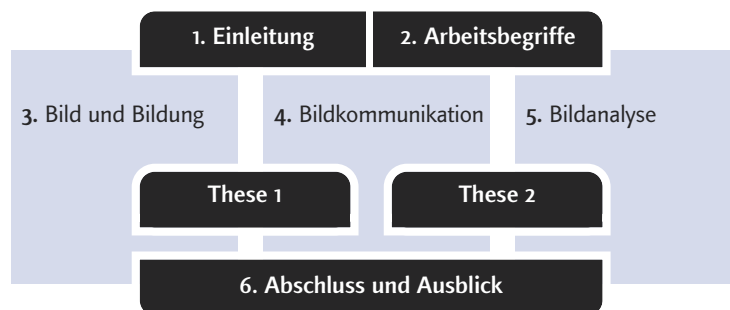 1. Einleitung
2. Arbeitsbegriffe
3. Bild und Bildung
4. Bildkommunikation
5. Bildanalyse
These 1
These 2
6. Abschluss und Ausblick